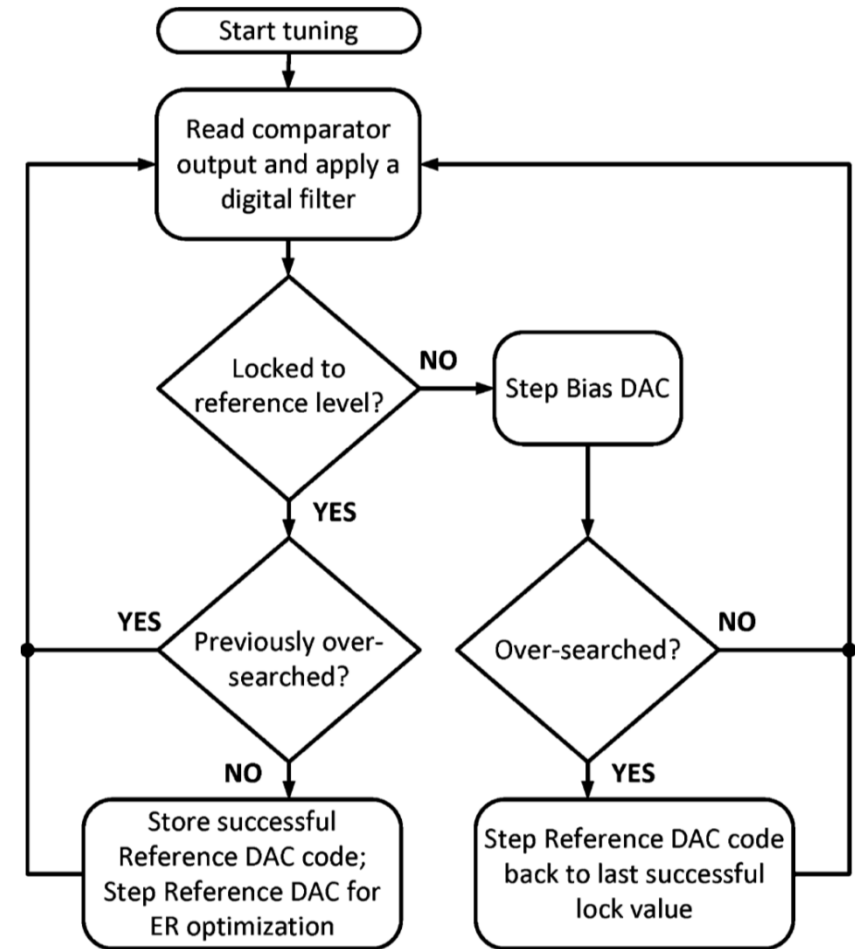 Start tuning
Read comparator
output and apply a
digital filter
Locked to
reference level?
NO
Step Bias DAC
YES
YES
Previously over-
searched?
Over-searched?
NO
NO
YES
Store successful
Reference DAC code;
Step Reference DAC for
ER optimization
Step Reference DAC code
back to last successful
lock value